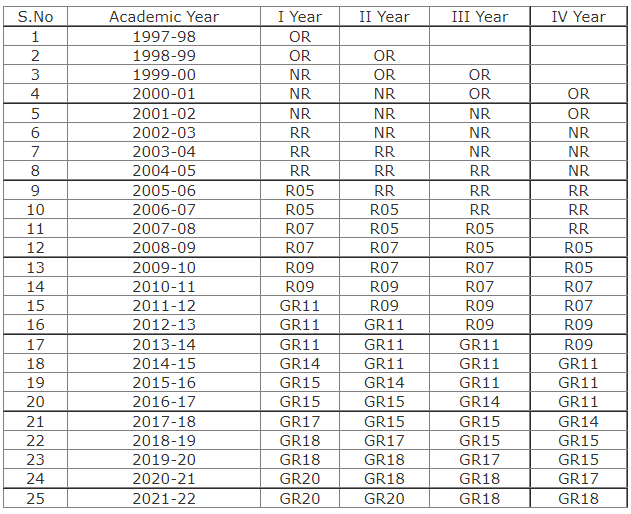 S.No Academic Year I Year II Year III Year IV Year
1 1997-98 OR
2 1998-99 OR OR
3 1999-00 NR OR OR
4 2000-01 NR NR OR OR
5 2001-02 NR NR NR OR
6 2002-03 RR NR NR NR
7 2003-04 RR RR NR NR
8 2004-05 RR RR RR NR
9 2005-06 R05 RR RR RR
10 2006-07 R05 R05 RR RR
11 2007-08 R07 R05 R05 RR
12 2008-09 R07 R07 R05 R05
13 2009-10 R09 R07 R07 R05
14 2010-11 R09 R09 R07 R07
15 2011-12 GR11 R09 R09 R07
16 2012-13 GR11 GR11 R09 R09
17 2013-14 GR11 GR11 GR11 R09
18 2014-15 GR14 GR11 GR11 GR11
19 2015-16 GR15 GR14 GR11 GR11
20 2016-17 GR15 GR15 GR14 GR11
21 2017-18 GR17 GR15 GR15 GR14
22 2018-19 GR18 GR17 GR15 GR15
23 2019-20 GR18 GR18 GR17 GR15
24 2020-21 GR20 GR18 GR18 GR17
25 2021-22 GR20 GR20 GR18 GR18